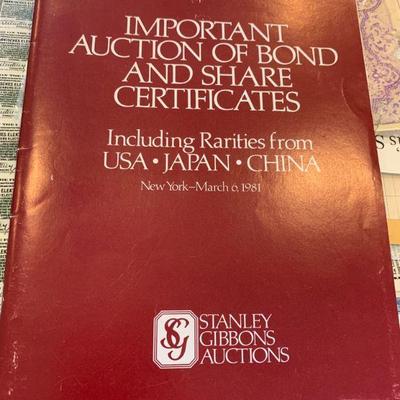 IMPORTANT
AUCTION OF BOND
AND SHARE
CERTIFICATES
Including Rarities from
USA • JAPAN • CHINA
New York—March 6, 1981
SG
STANLEY
GIBBONS
AUCTIONS